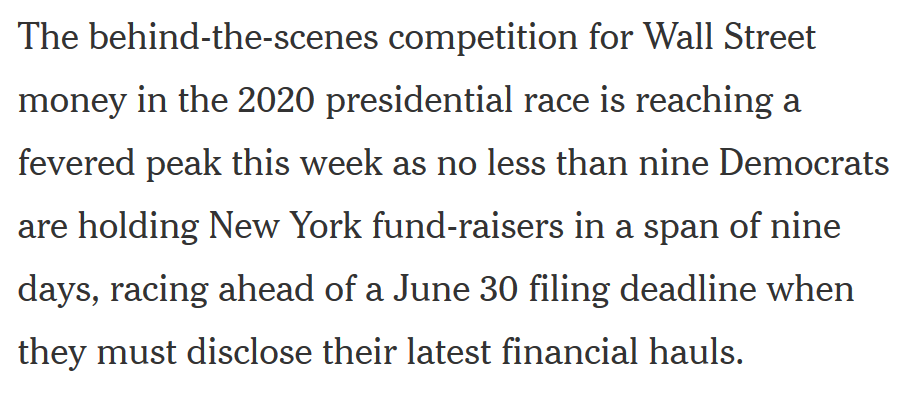 The behind-the-scenes competition for Wall Street
money in the 2020 presidential race is reaching a
fevered peak this week as no less than nine Democrats
are holding New York fund-raisers in a span of nine
days, racing ahead of a June 30 filing deadline when
they must disclose their latest financial hauls.